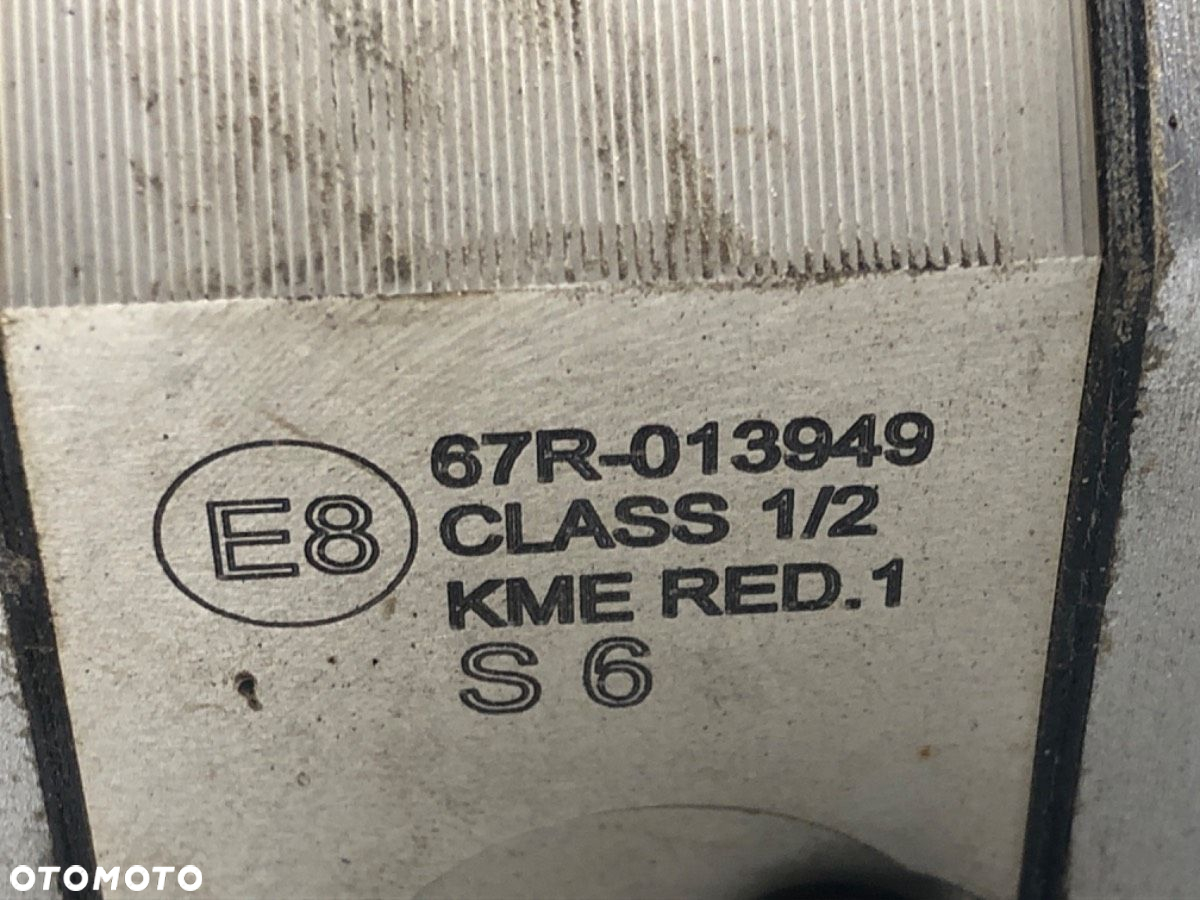 E8
67R-013949
CLASS 1/2
KME RED.1
S 6
OTOMOTO